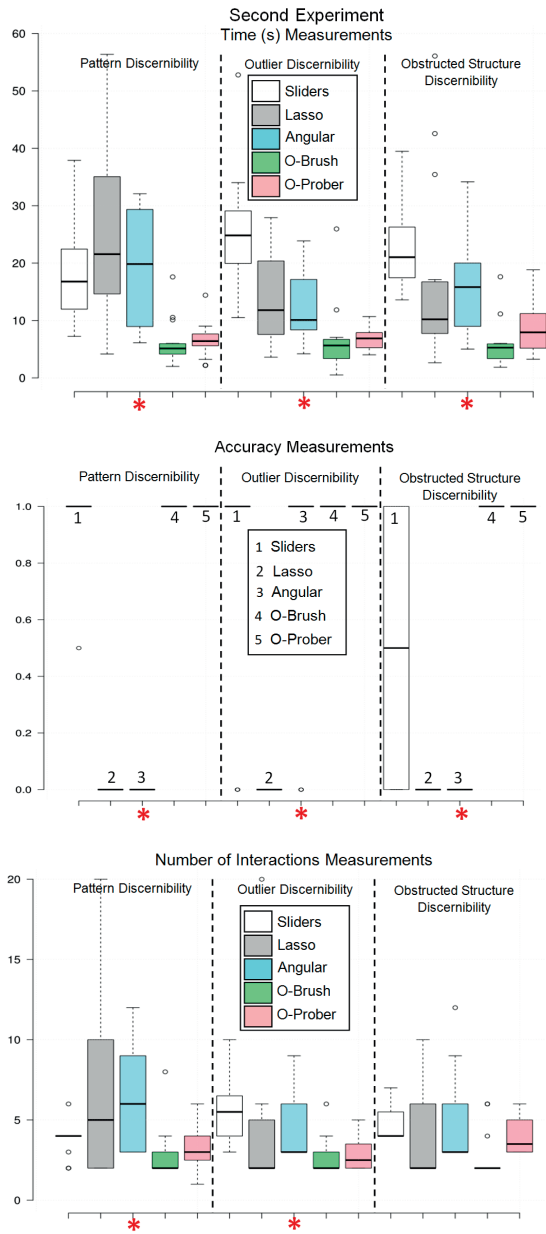 Second Experiment
Time (s) Measurements
Pattern Discernibility
Outlier Discernibility
Obstructed Structure
Discernibility
60
50
40
30
20
10
0
Sliders
Lasso
Angular
O-Brush
O-Prober
*
*
*
Accuracy Measurements
Pattern Discernibility
Outlier Discernibility
Obstructed Structure
Discernibility
1.0
0.8
0.6
0.4
0.2
0.0
1
4
5
1
3
4
5
1
4
5
1 Sliders
2 Lasso
3 Angular
4 O-Brush
5 O-Prober
2
3
2
2
3
*
*
*
Number of Interactions Measurements
Pattern Discernibility
Outlier Discernibility
Obstructed Structure
Discernibility
20
15
10
5
0
Sliders
Lasso
Angular
O-Brush
O-Prober
*
*